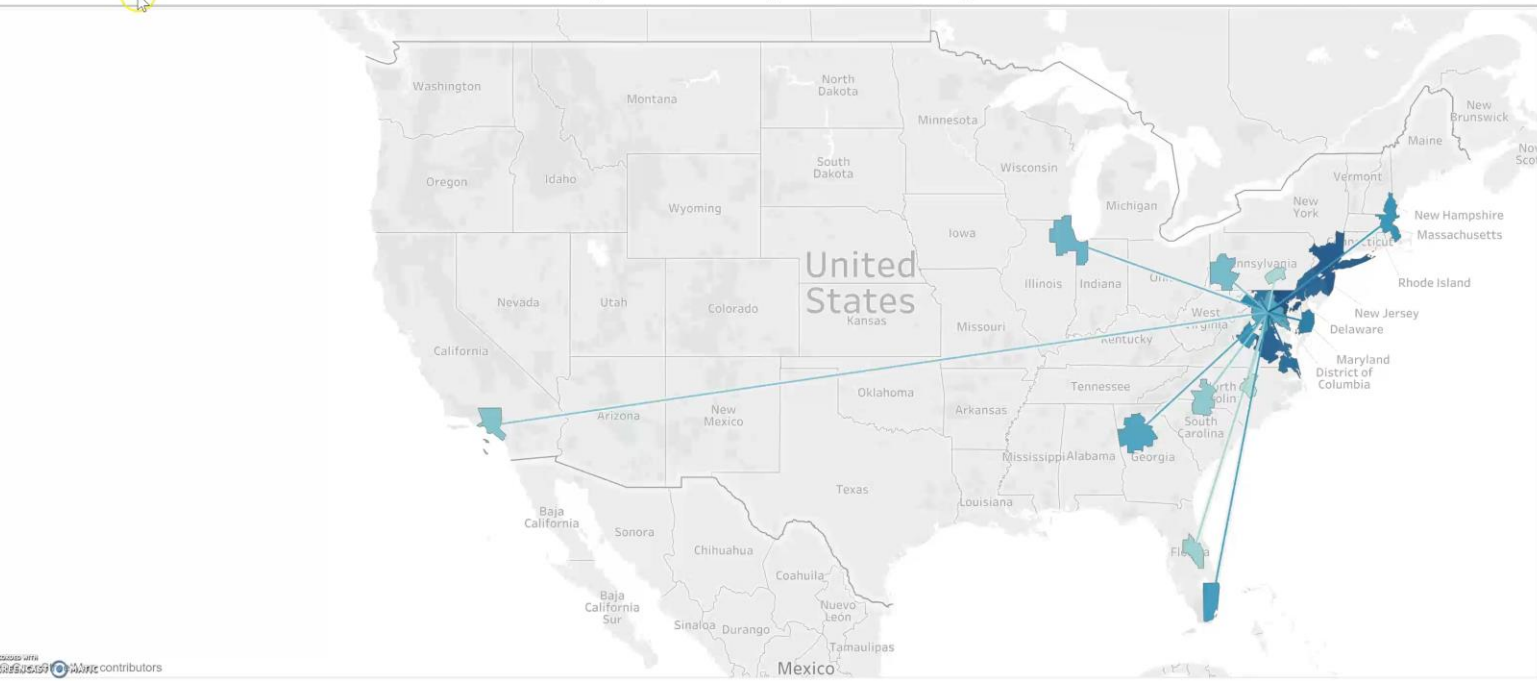 Washington
Montana
North
Dakota
Minnesota
New
Brunswick
Maine
Oregon
Idaho
South
Dakota
Wisconsin
Vermont
Wyoming
Michigan
New
York
New Hampshire
Massachusetts
Iowa
United
States
Nevada
Utah
Colorado
Kansas
Illinois
Indiana
nnsylvania
Rhode Island
West
New Jersey
Delaware
Missouri
Kentucky
California
Maryland
District of
Columbia
Arizona
New
Mexico
Oklahoma
Tennessee
Arkansas
South
Carolina
Mississippi
Alabama
Georgia
Texas
Louisiana
Baja
California
Sonora
Chihuahua
Coahuila
Baja
California
Sur
Nuevo
León
Sinaloa
Durango
Tamaulipas
Mexico
contributors